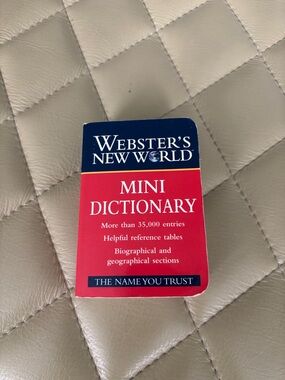 WEBSTER'S
NEW WORLD
MINI
DICTIONARY
More than 35,000 entries
Helpful reference tables
Biographical and
geographical sections
THE NAME YOU TRUST